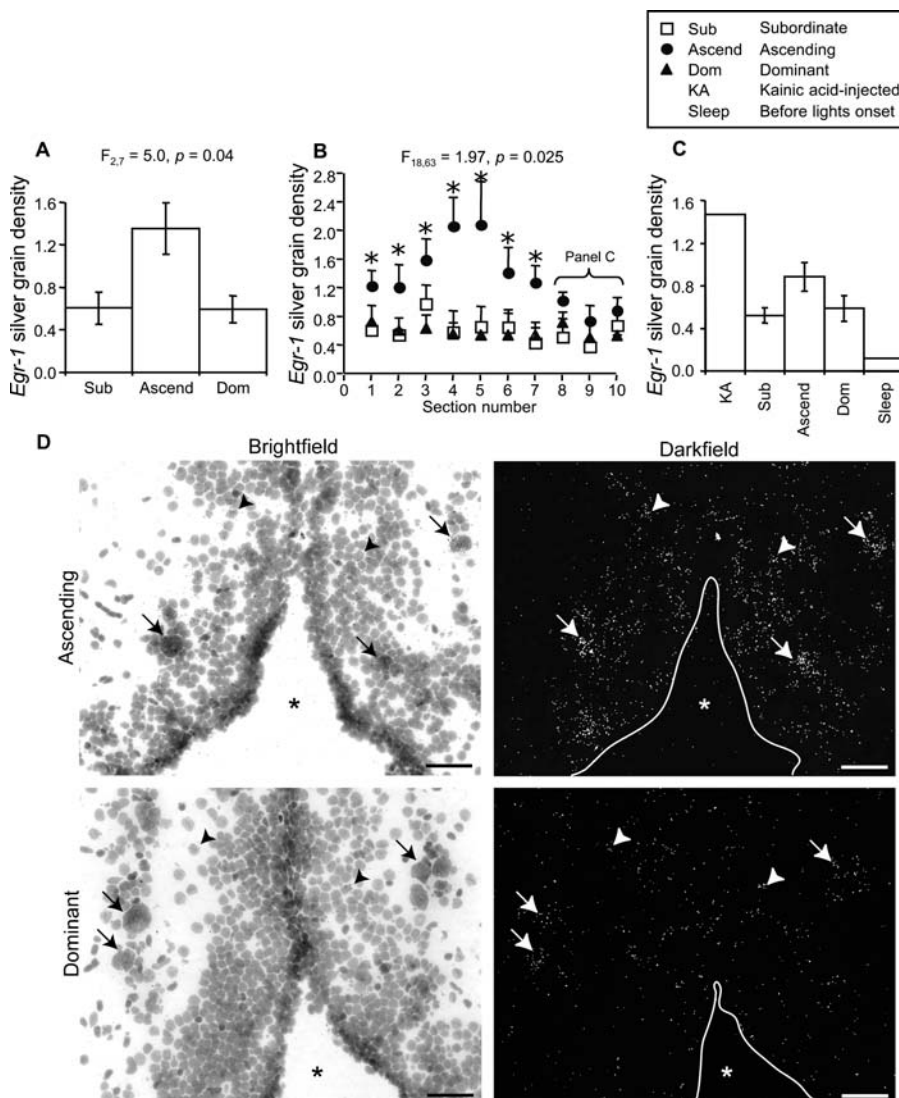 Sub Subordinate
Ascend Ascending
Dom Dominant
KA Kainic acid-injected
Sleep Before lights onset
A
F2,7 = 5.0, p = 0.04
Egr-1 silver grain density
1.6
1.2
0.8
0.4
0.0
Sub Ascend Dom
B
F18,63 = 1.97, p = 0.025
Egr-1 silver grain density
2.8
2.4
2.0
1.6
1.2
0.8
0.4
0.0
* * * * * * *
Panel C
0 1 2 3 4 5 6 7 8 9 10
Section number
C
Egr-1 silver grain density
1.6
1.2
0.8
0.4
0.0
KA Sub Ascend Dom Sleep
D
Brightfield Darkfield
Ascending
* *
Dominant
* *